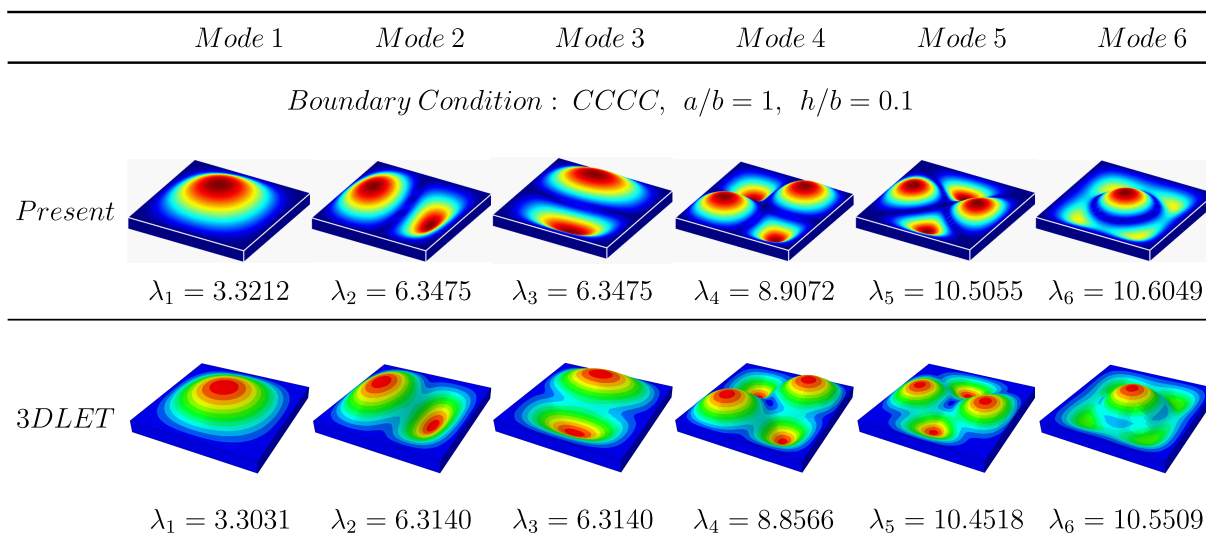 Mode 1 Mode 2 Mode 3 Mode 4 Mode 5 Mode 6
Boundary Condition : CCCC, a/b = 1, h/b = 0.1
Present
λ₁ = 3.3212 λ₂ = 6.3475 λ₃ = 6.3475 λ₄ = 8.9072 λ₅ = 10.5055 λ₆ = 10.6049
3DLET
λ₁ = 3.3031 λ₂ = 6.3140 λ₃ = 6.3140 λ₄ = 8.8566 λ₅ = 10.4518 λ₆ = 10.5509